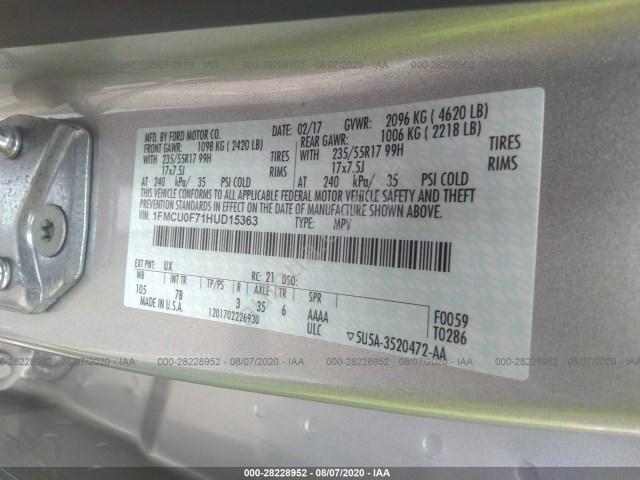 000-28228952 - 08/07/2020 - IAA
MFD. BY FORD MOTOR CO.
DATE: 02/17 GVWR: 2096 KG ( 4620 LB)
FRONT GAWR: 1098 KG ( 2420 LB)
REAR GAWR: 1006 KG ( 2218 LB)
WITH 235/55R17 99H TIRES
WITH 235/55R17 99H TIRES
17x7.5J RIMS
17x7.5J RIMS
AT 240 kPa/ 35 PSI COLD
AT 240 kPa/ 35 PSI COLD
THIS VEHICLE CONFORMS TO ALL APPLICABLE FEDERAL MOTOR VEHICLE SAFETY AND THEFT
PREVENTION STANDARDS IN EFFECT ON THE DATE OF MANUFACTURE SHOWN ABOVE.
VIN: 1FMCU0F71HUD15363
TYPE: MPV
EXT PNT: UX RC: 21 DSO:
WB INT TR TP/PS R AXLE TR SPR
105 7B 3 35 6 AAAA F0059
MADE IN U.S.A. ULC T0286
1201702226930
5U5A-3520472-AA
000-28228952 - 08/07/2020 - IAA